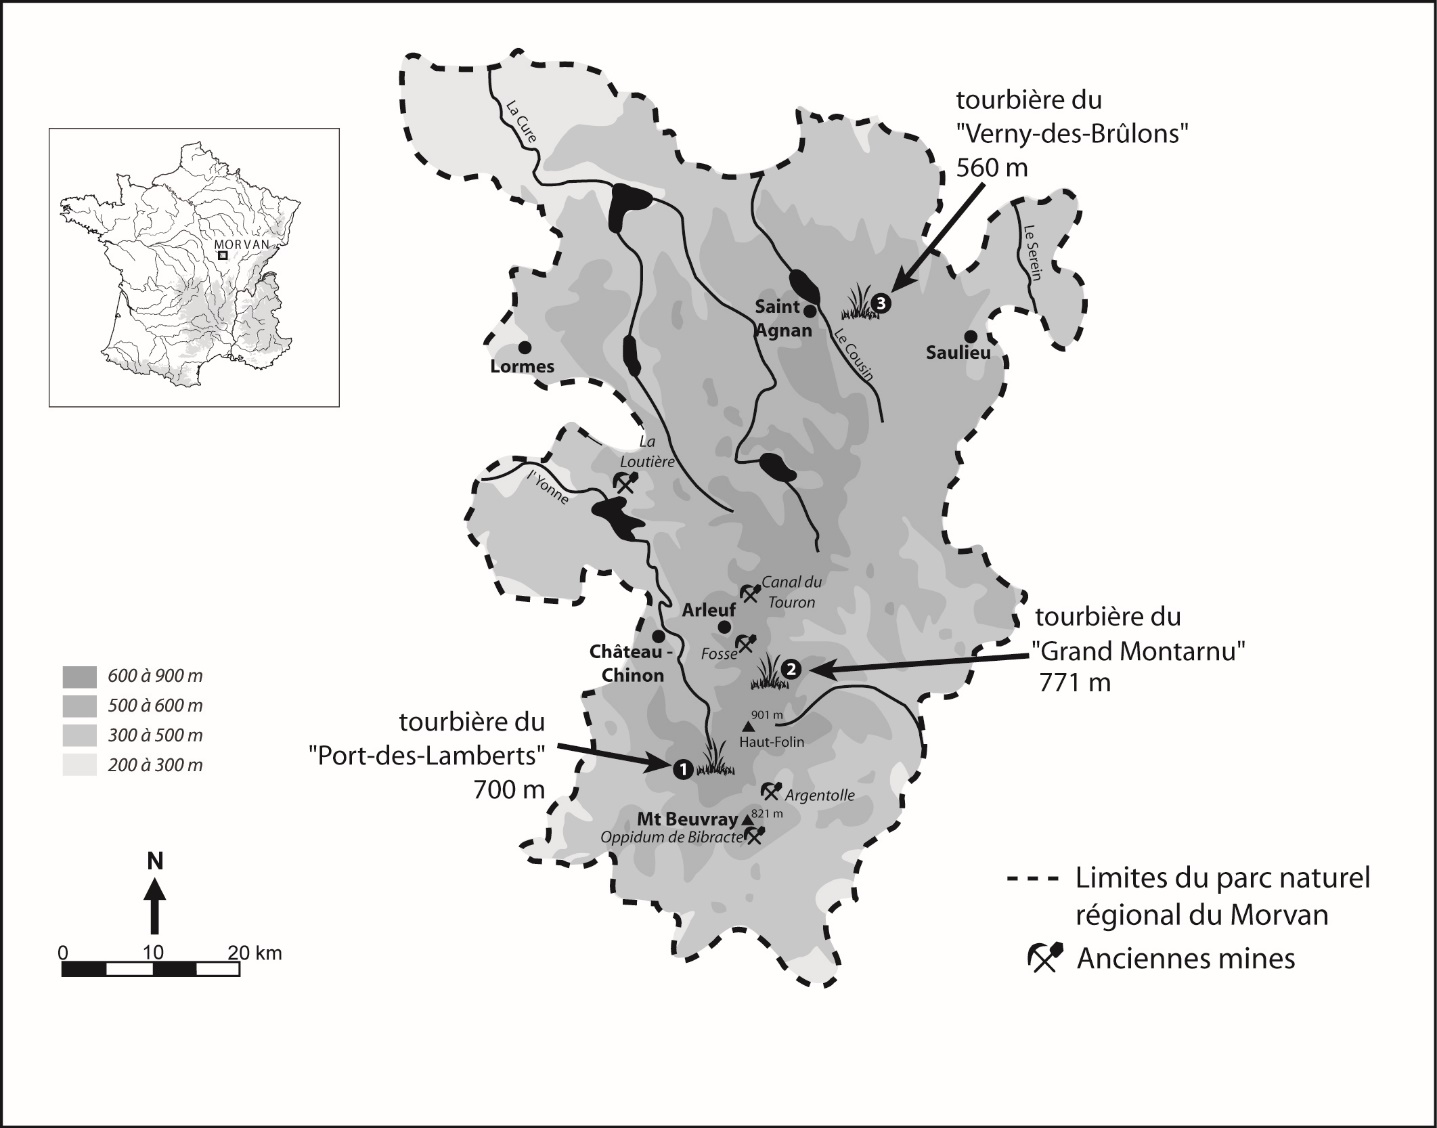 tourbière du
"Verny-des-Brûlons"
560 m
La Cure
Le Serein
MORVAN
3
Saint
Agnan
Le Cousin
Saulieu
Lormes
La
Loutière
l'Yonne
Canal du
Touron
Arleuf
Fosse
Château -
Chinon
2
tourbière du
"Grand Montarnu"
771 m
600 à 900 m
500 à 600 m
300 à 500 m
200 à 300 m
tourbière du
"Port-des-Lamberts"
700 m
1
901 m
Haut-Folin
Argentolle
Mt Beuvray
821 m
Oppidum de Bibracte
N
0 10 20 km
Limites du parc naturel
régional du Morvan
Anciennes mines